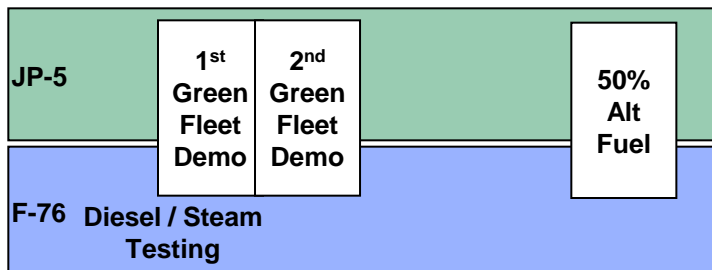 JP-5
1st
Green
Fleet
Demo
2nd
Green
Fleet
Demo
50%
Alt
Fuel
F-76
Diesel / Steam
Testing